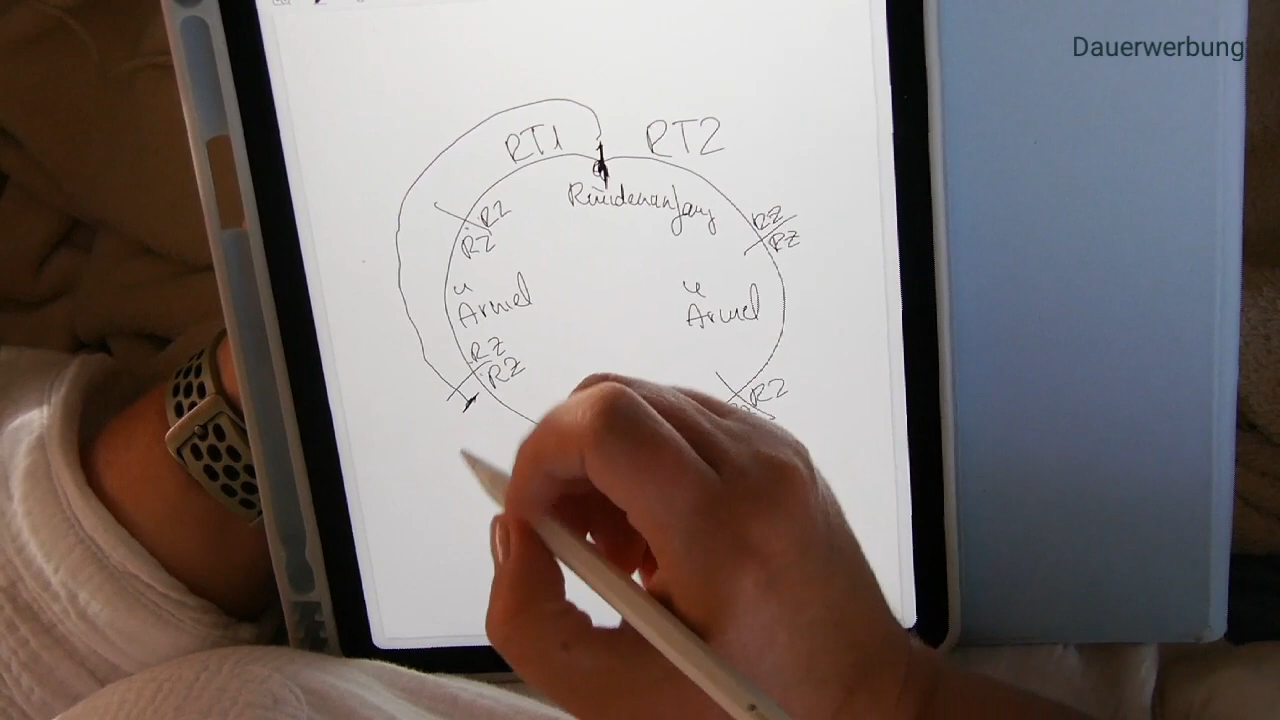 Dauerwerbung
RT1 RT2
Rundenanfang
RZ RZ
RZ RZ
Ärmel Ärmel
RZ
RZ RZ